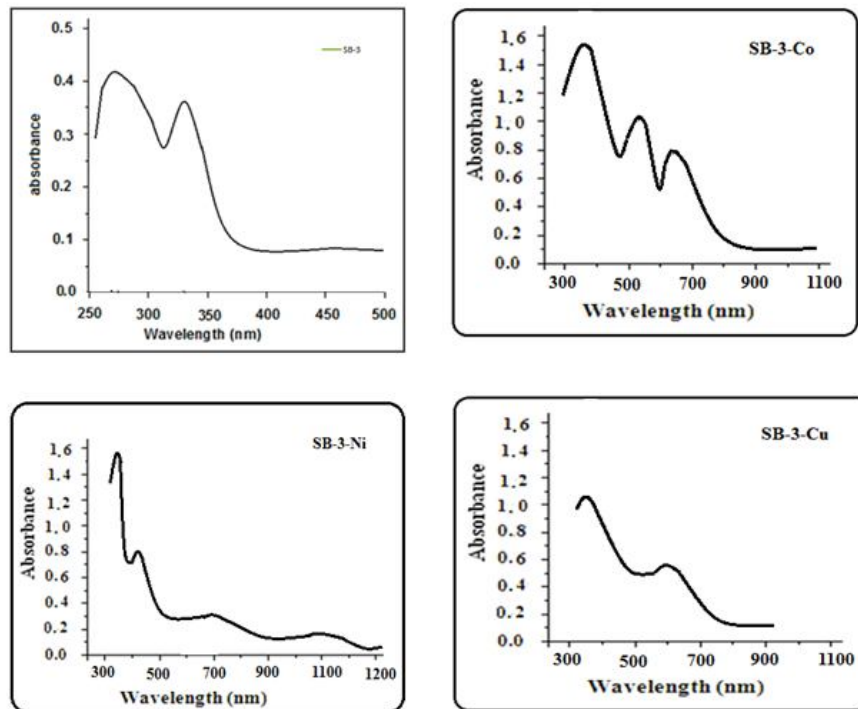 0.5
0.4
0.3
0.2
0.1
0.0
absorbance
SB-3
250 300 350 400 450 500
Wavelength (nm)
1.6
1.4
1.2
1.0
0.8
0.6
0.4
0.2
0.0
Absorbance
SB-3-Co
300 500 700 900 1100
Wavelength (nm)
1.6
1.4
1.2
1.0
0.8
0.6
0.4
0.2
0.0
Absorbance
SB-3-Ni
300 500 700 900 1100 1200
Wavelength (nm)
1.6
1.4
1.2
1.0
0.8
0.6
0.4
0.2
0.0
Absorbance
SB-3-Cu
300 500 700 900 1100
Wavelength (nm)